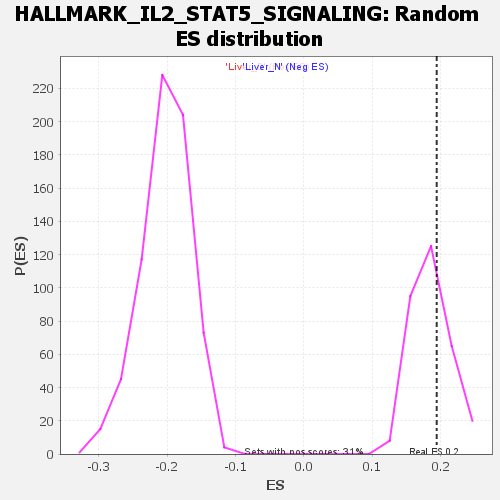 HALLMARK_IL2_STAT5_SIGNALING: Random
ES distribution
'Liv'Liver_N' (Neg ES)
220
200
180
160
140
120
100
80
60
40
20
0
P(ES)
Sets with pos scores: 31%
Real ES 0.2
-0.3 -0.2 -0.1 0.0 0.1 0.2
ES